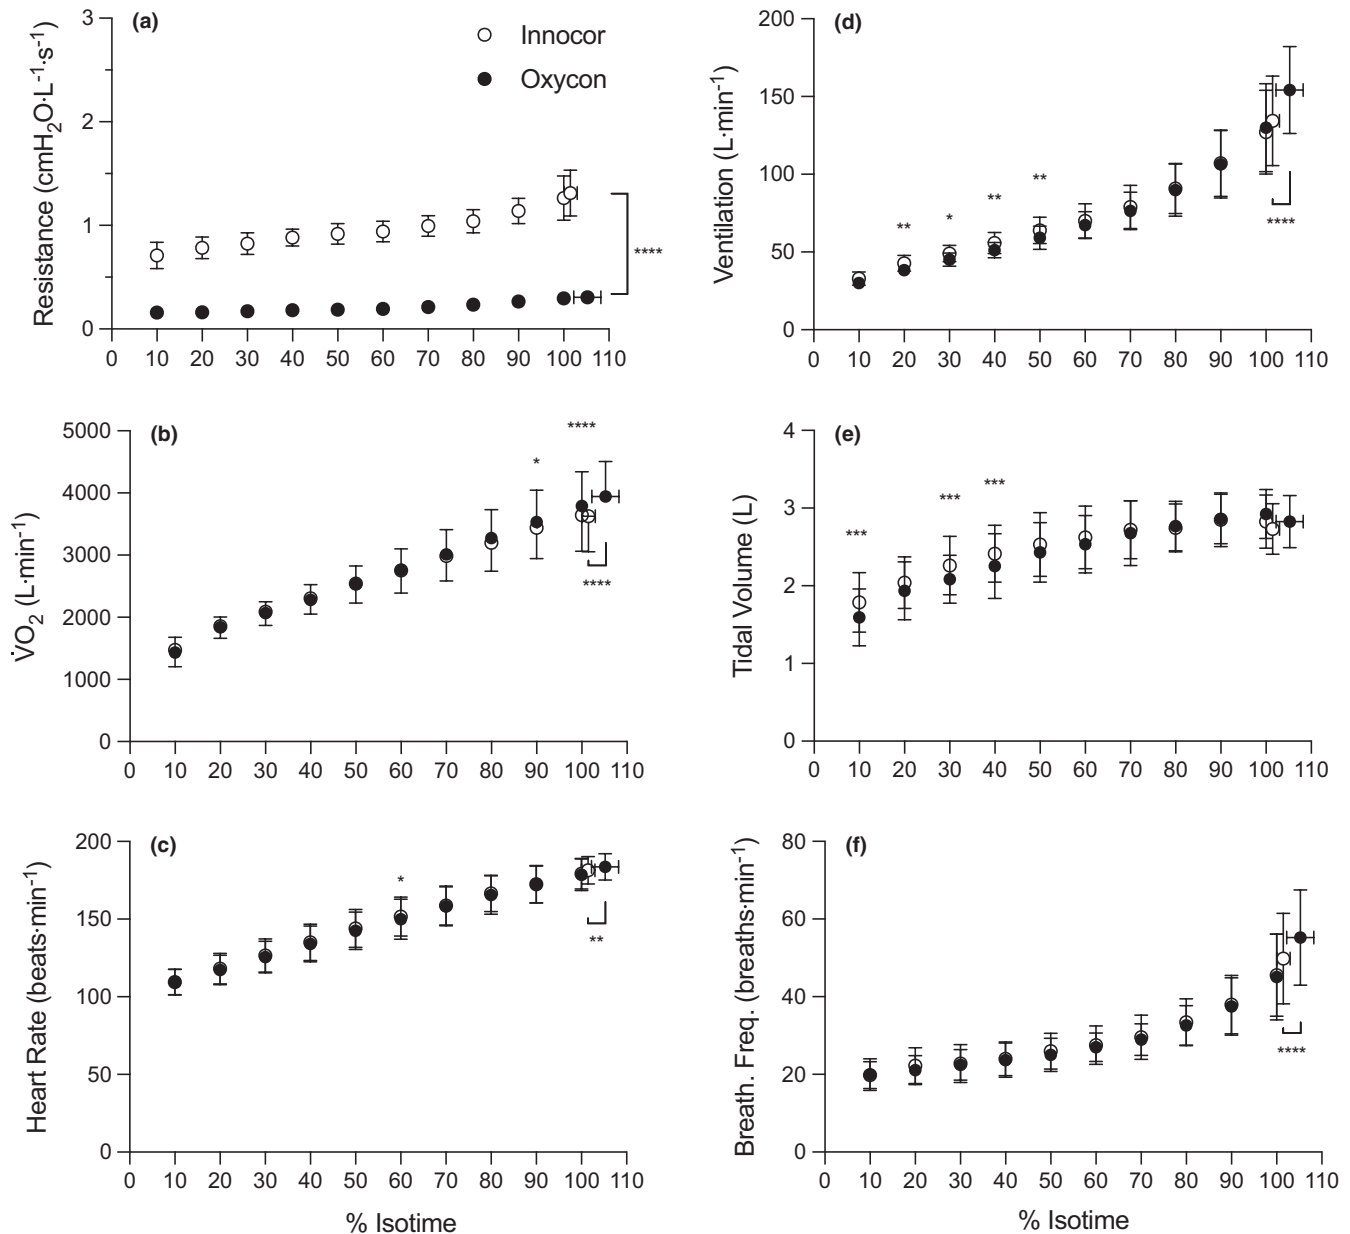 (a)
Innocor
Oxycon
Resistance (cmH₂O·L⁻¹·s⁻¹)
3
2
1
0
****
0 10 20 30 40 50 60 70 80 90 100 110
(d)
Ventilation (L·min⁻¹)
200
150
100
50
0
** * ** **
****
0 10 20 30 40 50 60 70 80 90 100 110
(b)
V̇O₂ (L·min⁻¹)
5000
4000
3000
2000
1000
0
* ****
****
0 10 20 30 40 50 60 70 80 90 100 110
(e)
Tidal Volume (L)
4
3
2
1
0
*** *** ***
0 10 20 30 40 50 60 70 80 90 100 110
(c)
Heart Rate (beats·min⁻¹)
200
150
100
50
0
*
**
0 10 20 30 40 50 60 70 80 90 100 110
% Isotime
(f)
Breath. Freq. (breaths·min⁻¹)
80
60
40
20
0
****
0 10 20 30 40 50 60 70 80 90 100 110
% Isotime